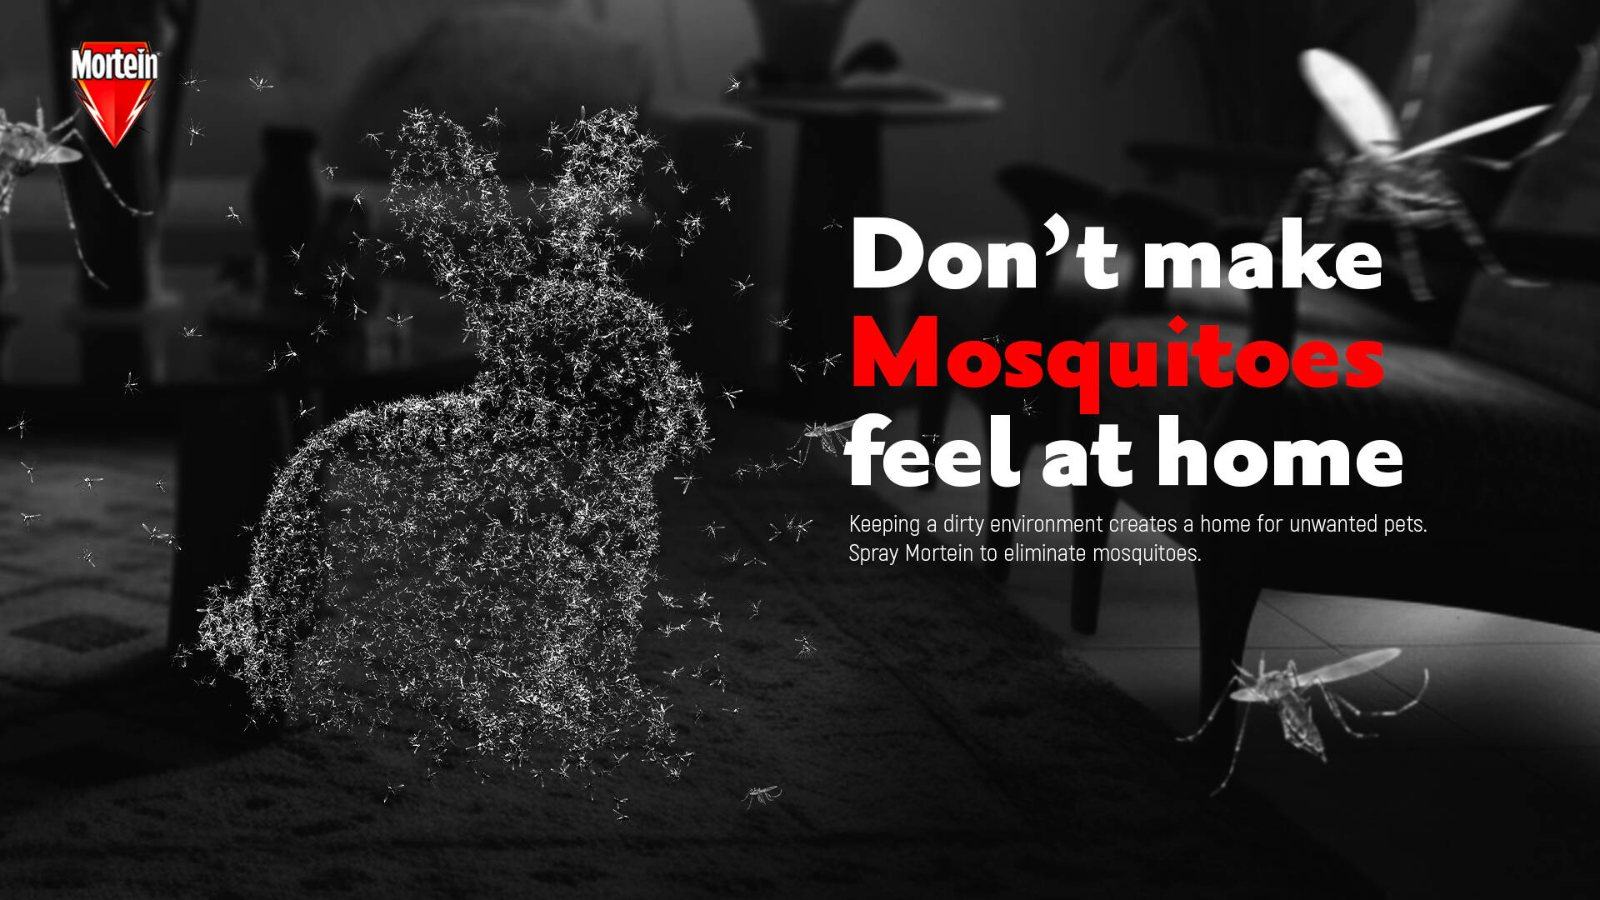 Mortein
Don't make
Mosquitoes
feel at home
Keeping a dirty environment creates a home for unwanted pets.
Spray Mortein to eliminate mosquitoes.